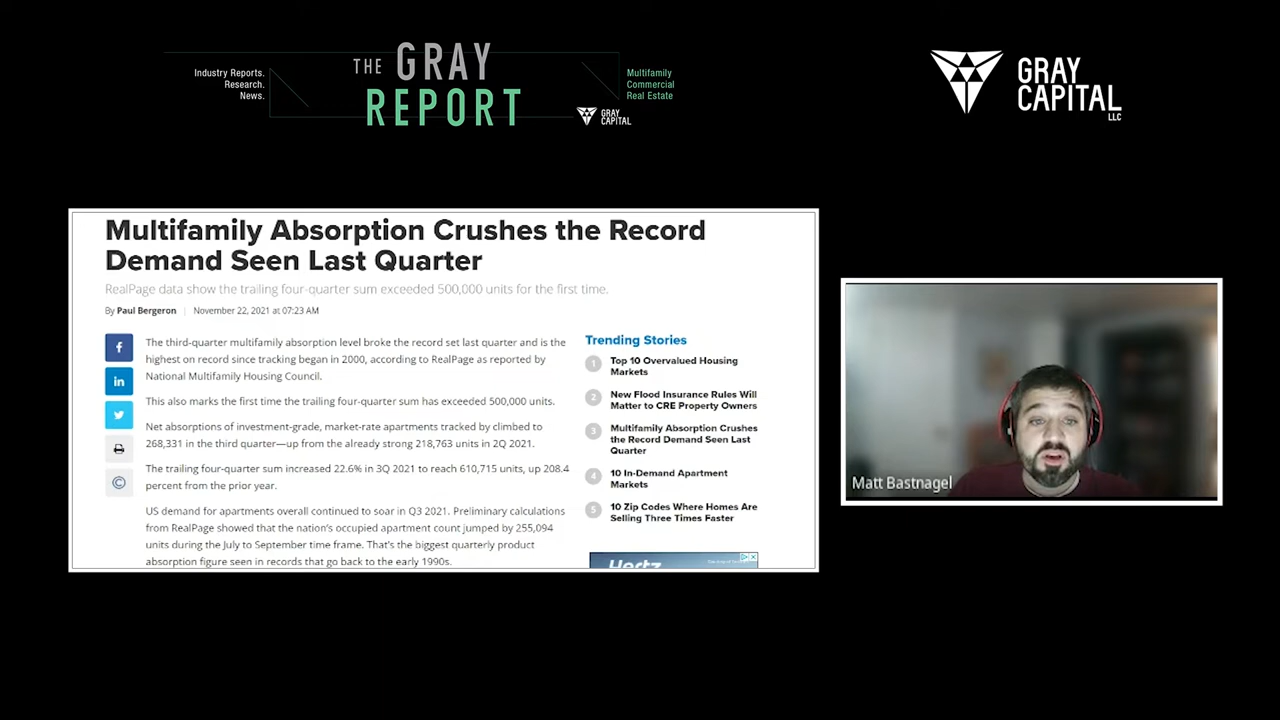 Industry Reports.
Research.
News.
THE GRAY
REPORT
Multifamily
Commercial
Real Estate
GRAY
CAPITAL
GRAY
CAPITAL
LLC
Multifamily Absorption Crushes the Record
Demand Seen Last Quarter
RealPage data show the trailing four-quarter sum exceeded 500,000 units for the first time.
By Paul Bergeron | November 22, 2021 at 07:23 AM
The third-quarter multifamily absorption level broke the record set last quarter and is the
highest on record since tracking began in 2000, according to RealPage as reported by
National Multifamily Housing Council.
This also marks the first time the trailing four-quarter sum has exceeded 500,000 units.
Net absorptions of investment-grade, market-rate apartments tracked by climbed to
268,331 in the third quarter—up from the already strong 218,763 units in 2Q 2021.
The trailing four-quarter sum increased 22.6% in 3Q 2021 to reach 610,715 units, up 208.4
percent from the prior year.
US demand for apartments overall continued to soar in Q3 2021. Preliminary calculations
from RealPage showed that the nation's occupied apartment count jumped by 255,094
units during the July to September time frame. That's the biggest quarterly product
absorption figure seen in records that go back to the early 1990s.
Trending Stories
1 Top 10 Overvalued Housing
Markets
2 New Flood Insurance Rules Will
Matter to CRE Property Owners
3 Multifamily Absorption Crushes
the Record Demand Seen Last
Quarter
4 10 In-Demand Apartment
Markets
5 10 Zip Codes Where Homes Are
Selling Three Times Faster
Hertz
Matt Bastnagel